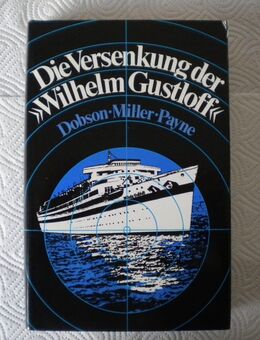 Die Versenkung der
»Wilhelm Gustloff«
Dobson·Miller·Payne